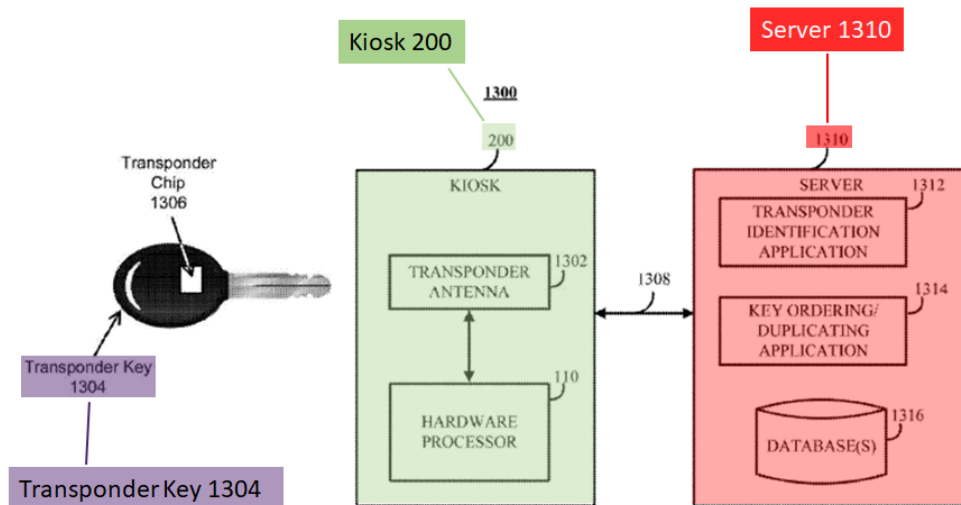 Kiosk 200
Server 1310
1300
200
1310
Transponder
Chip
1306
KIOSK
SERVER
1312
TRANSPONDER
IDENTIFICATION
APPLICATION
TRANSPONDER
ANTENNA
1302
1308
1314
KEY ORDERING/
DUPLICATING
APPLICATION
Transponder Key
1304
110
HARDWARE
PROCESSOR
1316
DATABASE(S)
Transponder Key 1304